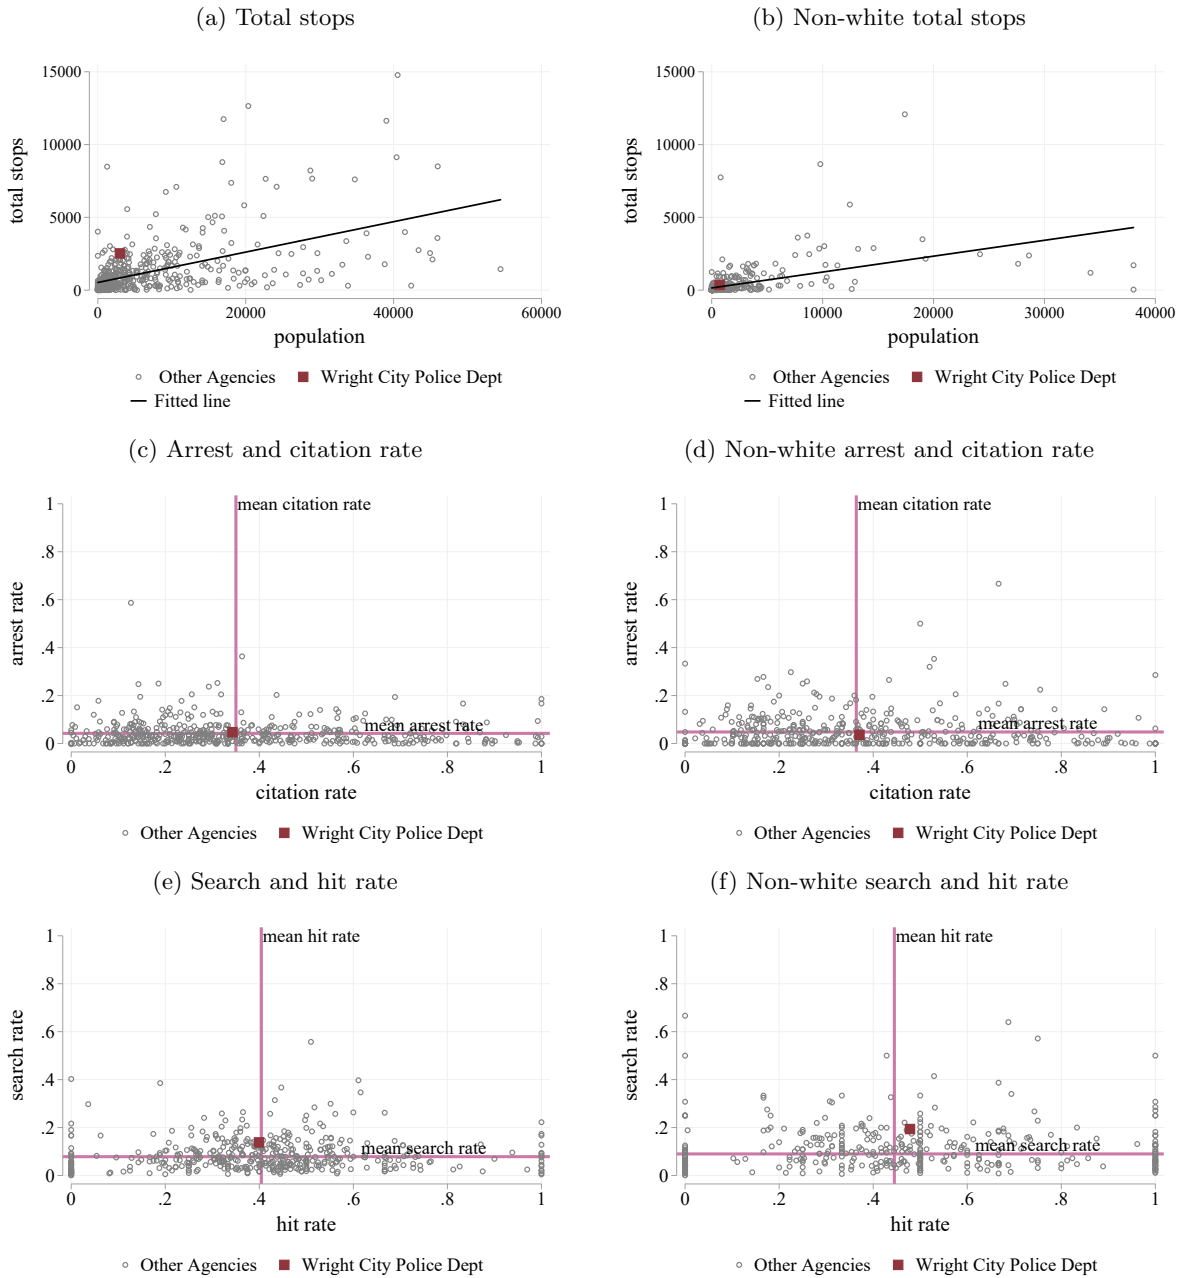 (a) Total stops
(b) Non-white total stops
15000
10000
5000
0
total stops
0 20000 40000 60000
population
Other Agencies Wright City Police Dept
Fitted line
15000
10000
5000
0
total stops
0 10000 20000 30000 40000
population
Other Agencies Wright City Police Dept
Fitted line
(c) Arrest and citation rate
(d) Non-white arrest and citation rate
1
.8
.6
.4
.2
0
arrest rate
mean citation rate
mean arrest rate
0 .2 .4 .6 .8 1
citation rate
Other Agencies Wright City Police Dept
1
.8
.6
.4
.2
0
arrest rate
mean citation rate
mean arrest rate
0 .2 .4 .6 .8 1
citation rate
Other Agencies Wright City Police Dept
(e) Search and hit rate
(f) Non-white search and hit rate
1
.8
.6
.4
.2
0
search rate
mean hit rate
mean search rate
0 .2 .4 .6 .8 1
hit rate
Other Agencies Wright City Police Dept
1
.8
.6
.4
.2
0
search rate
mean hit rate
mean search rate
0 .2 .4 .6 .8 1
hit rate
Other Agencies Wright City Police Dept